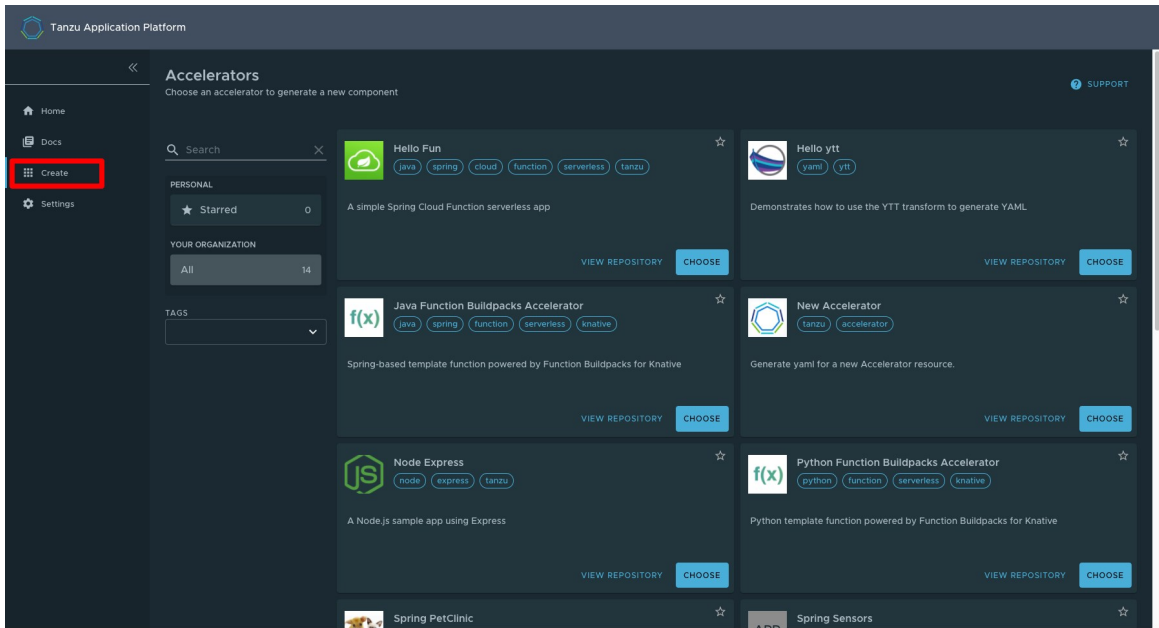 Tanzu Application Platform
Home
Docs
Create
Settings
Accelerators
Choose an accelerator to generate a new component
SUPPORT
Search
PERSONAL
Starred 0
YOUR ORGANIZATION
All 14
TAGS
Hello Fun
java spring cloud function serverless tanzu
A simple Spring Cloud Function serverless app
VIEW REPOSITORY CHOOSE
Hello ytt
yaml ytt
Demonstrates how to use the YTT transform to generate YAML
VIEW REPOSITORY CHOOSE
f(x)
Java Function Buildpacks Accelerator
java spring function serverless knative
Spring-based template function powered by Function Buildpacks for Knative
VIEW REPOSITORY CHOOSE
New Accelerator
tanzu accelerator
Generate yaml for a new Accelerator resource.
VIEW REPOSITORY CHOOSE
JS
Node Express
node express tanzu
A Node.js sample app using Express
VIEW REPOSITORY CHOOSE
f(x)
Python Function Buildpacks Accelerator
python function serverless knative
Python template function powered by Function Buildpacks for Knative
VIEW REPOSITORY CHOOSE
Spring PetClinic
Spring Sensors